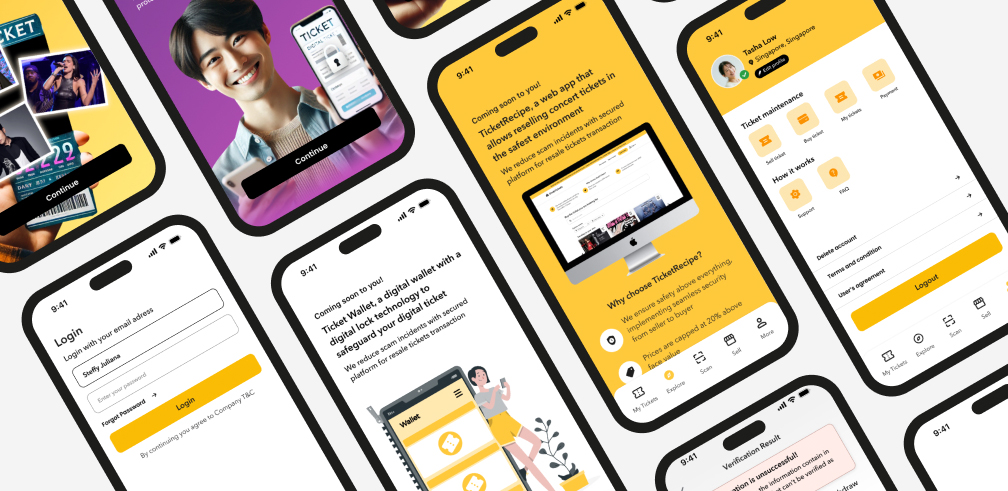 TICKET
Continue
TICKET
DIGITAL
Continue
9:41
Coming soon to you!
TicketRecipe, a web app that
allows reselling concert tickets in
the safest environment
We reduce scam incidents with secured
platform for resale tickets transaction
Why choose TicketRecipe?
We ensure safety above everything,
implementing seamless security
from seller to buyer
Prices are capped at 20% above
face value
My Tickets
Explore
Scan
Sell
More
9:41
Tasha Low
Singapore, Singapore
Edit profile
Ticket maintenance
Sell ticket
Buy ticket
My tickets
Payment
How it works
Support
FAQ
Delete account
Terms and condition
User's agreement
Logout
My Tickets
Explore
Scan
Sell
9:41
Login
Login with your email adress
Steffy Juliana
Enter your password
Forgot Password
Login
By continuing you agree to Company T&C
9:41
Coming soon to you!
Ticket Wallet, a digital wallet with a
digital lock technology to
safeguard your digital ticket
We reduce scam incidents with secured
platform for resale tickets transaction
Wallet
9:41
Verification Result
is unsuccessful!
the information contain in
can't be verified as
9:41